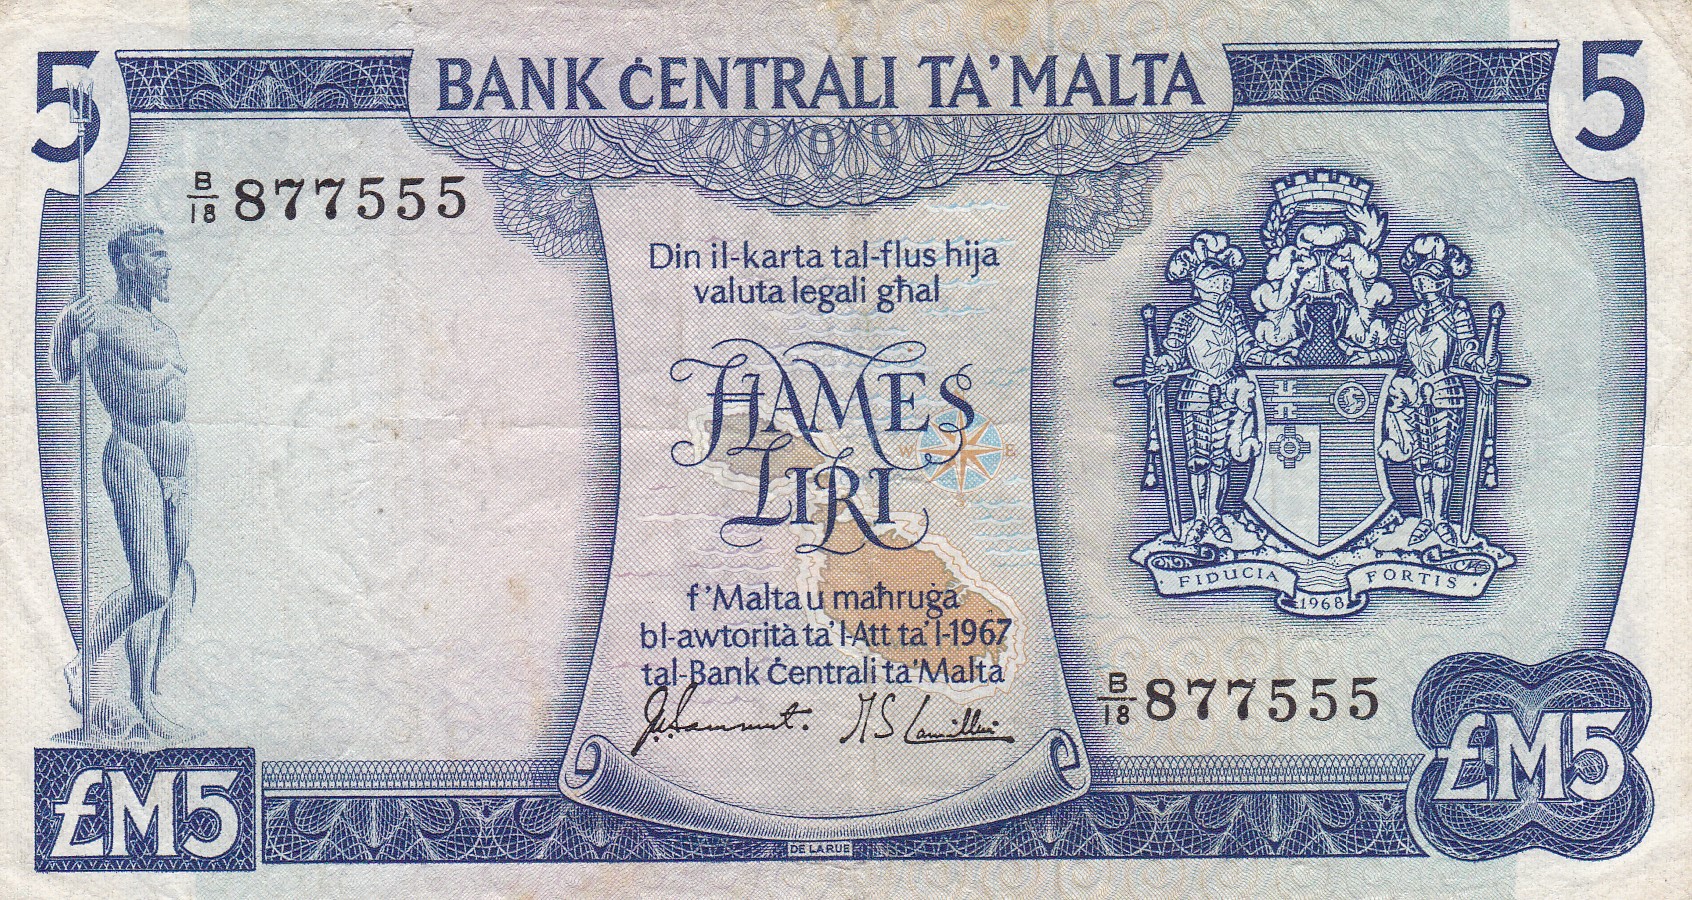 5
BANK ĊENTRALI TA' MALTA
5
B/18 877555
Din il-karta tal-flus hija
valuta legali għal
ĦAMES
LIRI
W E
f'Malta u maħruġa
bl-awtorità ta'l-Att ta'l-1967
tal-Bank Ċentrali ta'Malta
FIDUCIA FORTIS
1968
B/18 877555
£M5
£M5
DE LA RUE